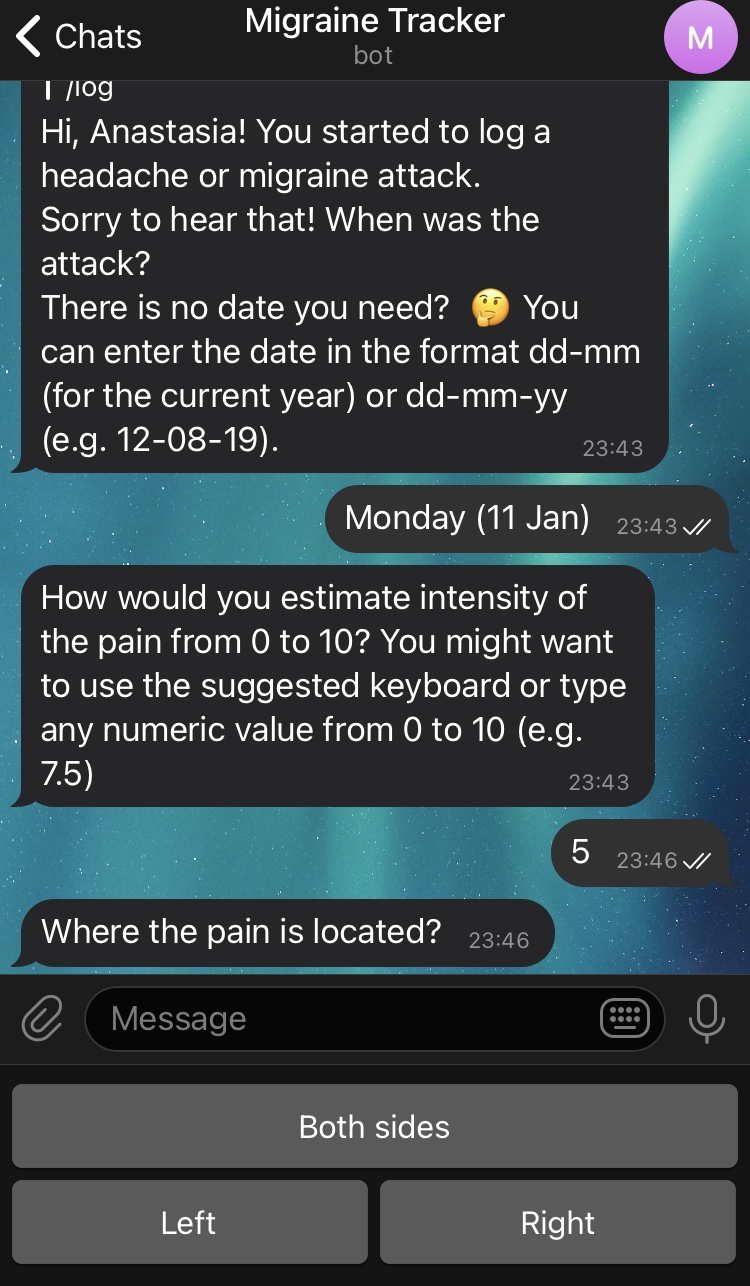 Chats
Migraine Tracker
bot
M
/log
Hi, Anastasia! You started to log a
headache or migraine attack.
Sorry to hear that! When was the
attack?
There is no date you need? 🤔 You
can enter the date in the format dd-mm
(for the current year) or dd-mm-yy
(e.g. 12-08-19).
23:43
Monday (11 Jan)
23:43
How would you estimate intensity of
the pain from 0 to 10? You might want
to use the suggested keyboard or type
any numeric value from 0 to 10 (e.g.
7.5)
23:43
5
23:46
Where the pain is located?
23:46
Message
Both sides
Left
Right